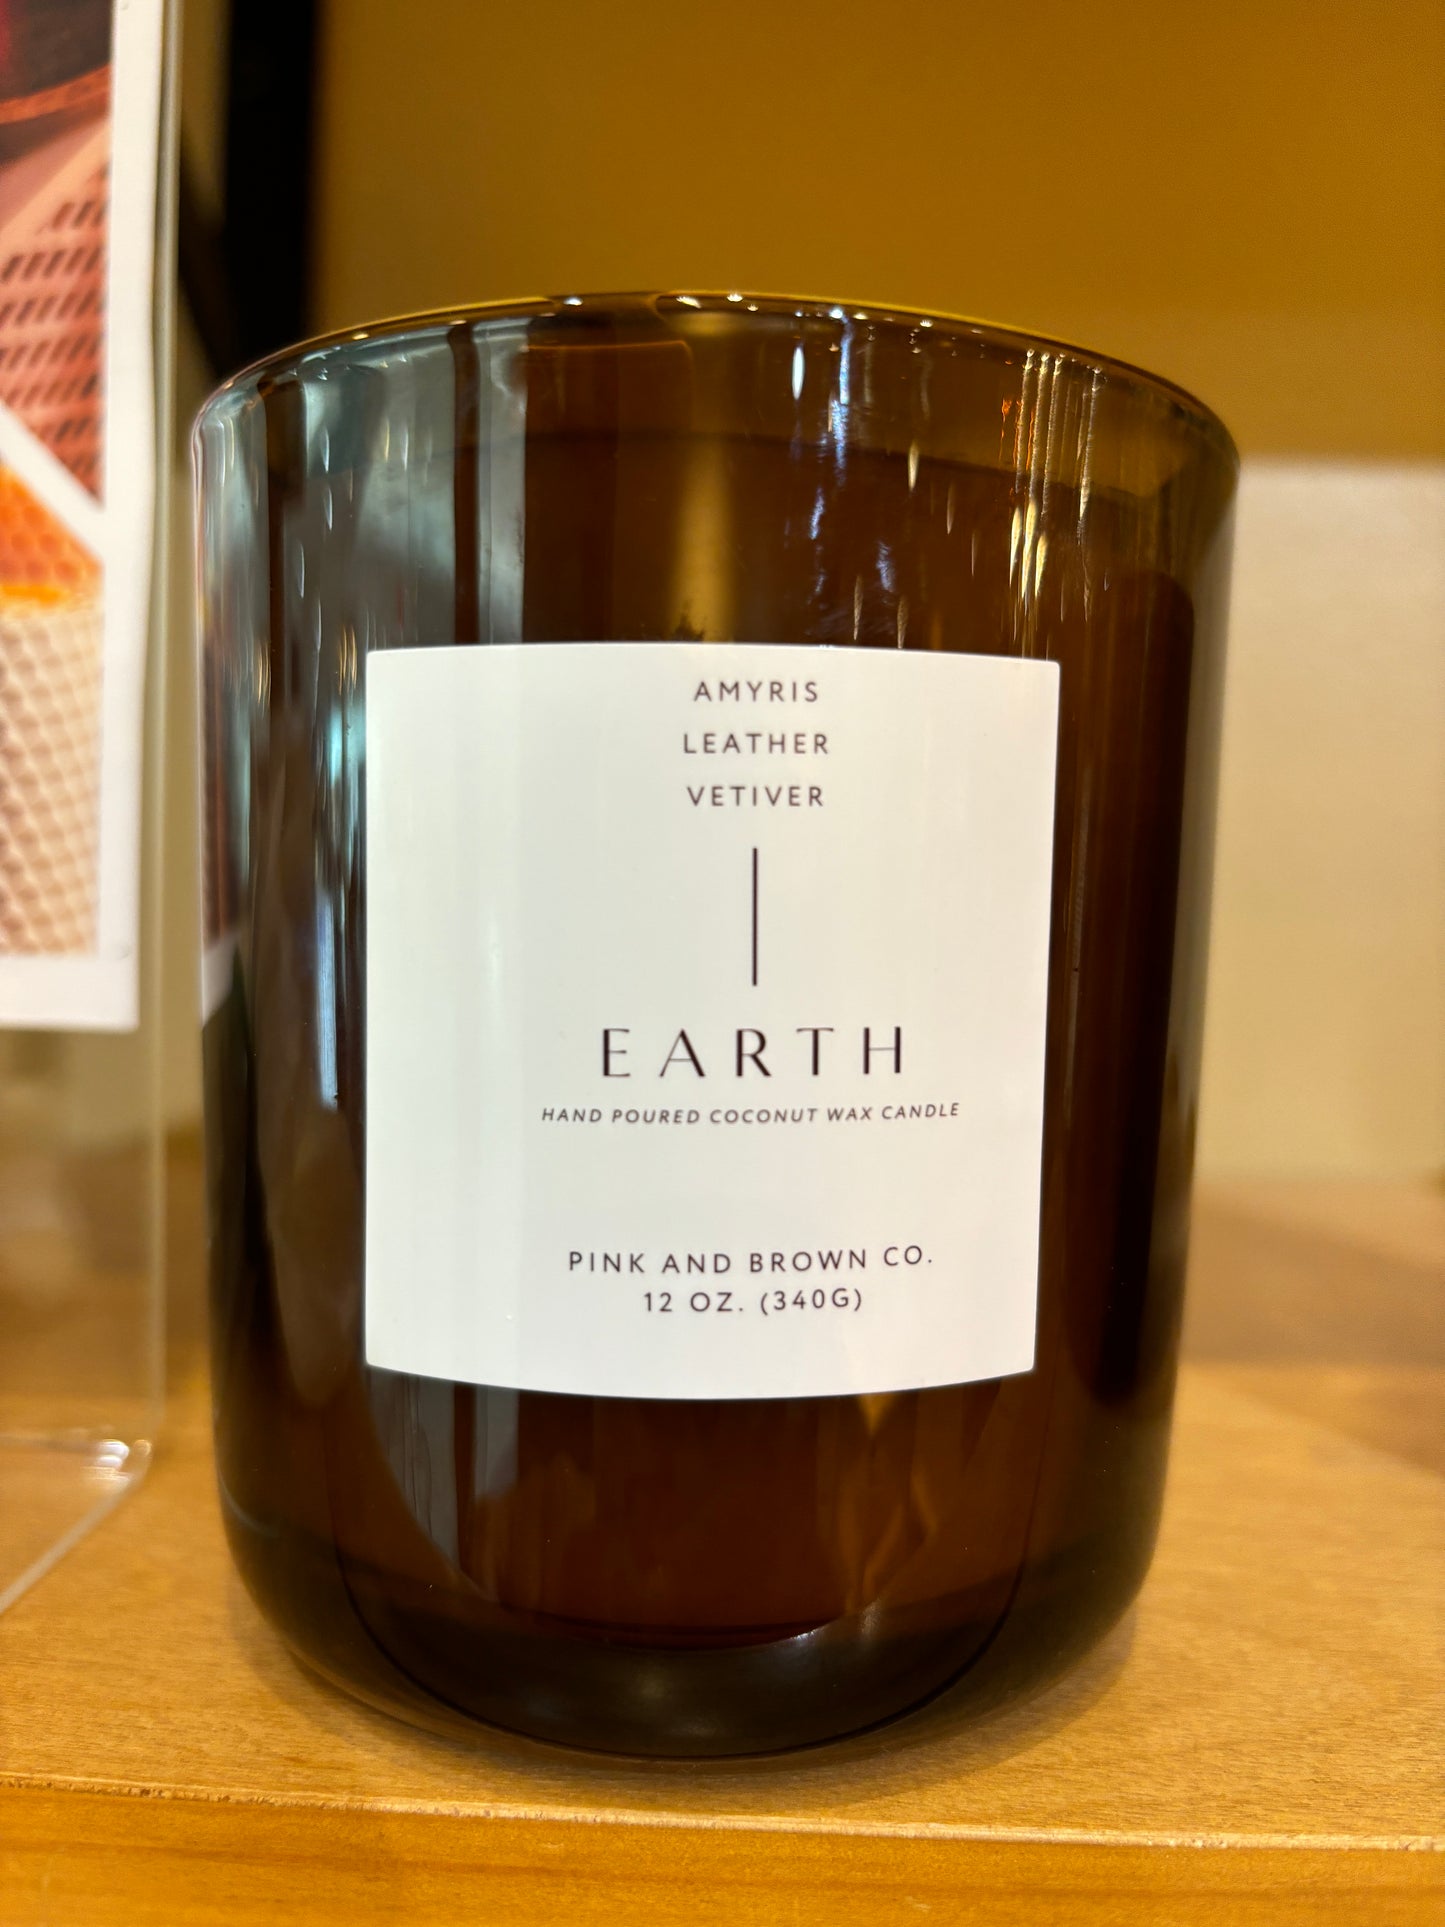 AMYRIS
LEATHER
VETIVER
EARTH
HAND POURED COCONUT WAX CANDLE
PINK AND BROWN CO.
12 OZ. (340G)